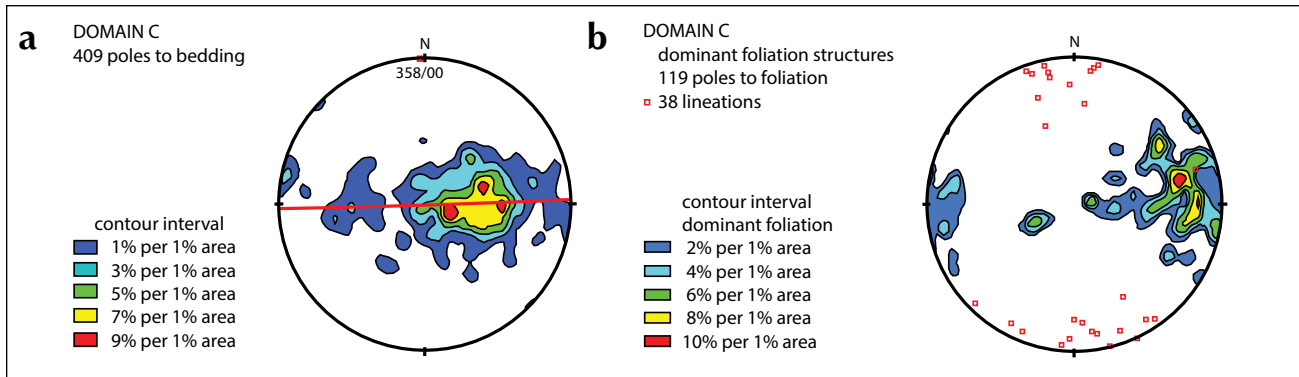 a
DOMAIN C
409 poles to bedding
N
358/00
contour interval
1% per 1% area
3% per 1% area
5% per 1% area
7% per 1% area
9% per 1% area
b
DOMAIN C
dominant foliation structures
119 poles to foliation
38 lineations
N
contour interval
dominant foliation
2% per 1% area
4% per 1% area
6% per 1% area
8% per 1% area
10% per 1% area